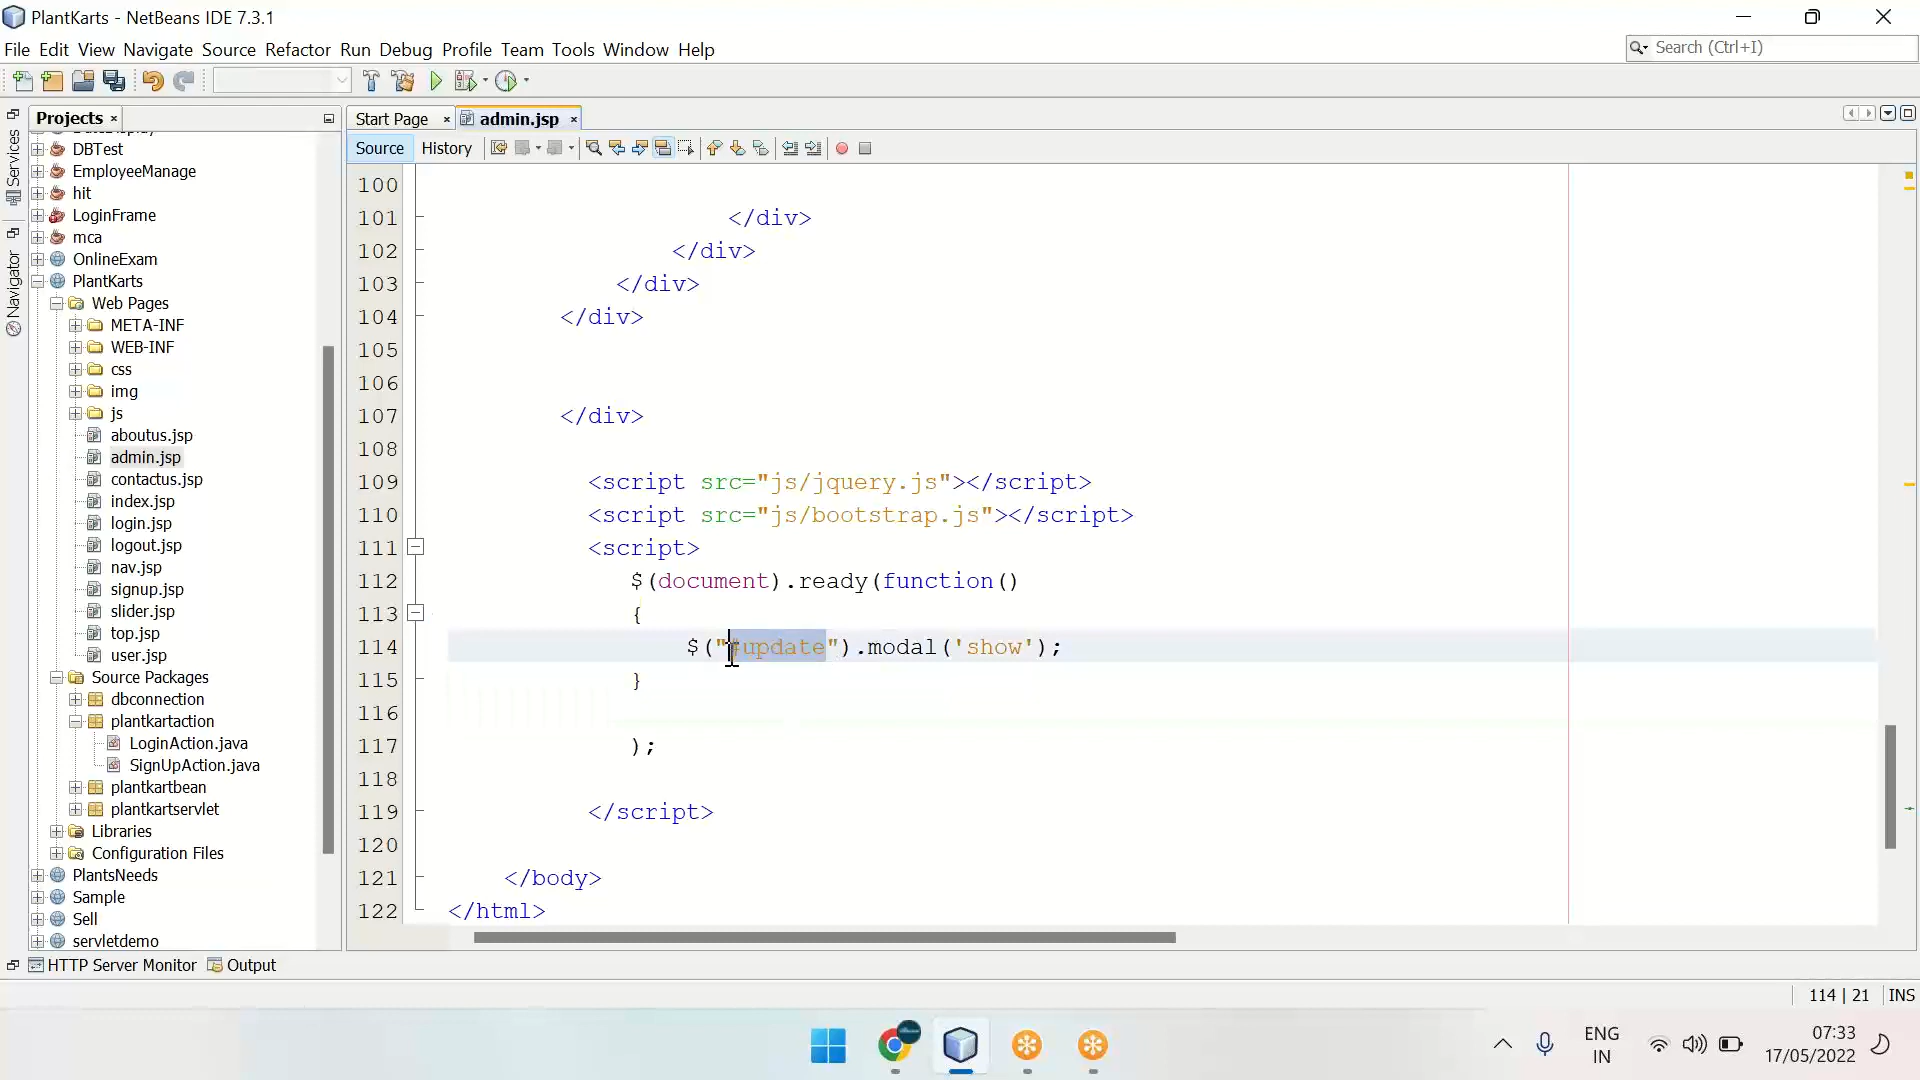 PlantKarts - NetBeans IDE 7.3.1
File Edit View Navigate Source Refactor Run Debug Profile Team Tools Window Help
Search (Ctrl+I)
Projects
Start Page
admin.jsp
Services
Navigator
Source
History
DBTest
EmployeeManage
hit
LoginFrame
mca
OnlineExam
PlantKarts
Web Pages
META-INF
WEB-INF
css
img
js
aboutus.jsp
admin.jsp
contactus.jsp
index.jsp
login.jsp
logout.jsp
nav.jsp
signup.jsp
slider.jsp
top.jsp
user.jsp
Source Packages
dbconnection
plantkartaction
LoginAction.java
SignUpAction.java
plantkartbean
plantkartservlet
Libraries
Configuration Files
PlantsNeeds
Sample
Sell
servletdemo
100
101 </div>
102 </div>
103 </div>
104 </div>
105
106
107 </div>
108
109 <script src="js/jquery.js"></script>
110 <script src="js/bootstrap.js"></script>
111 <script>
112 $(document).ready(function()
113 {
114 $("#update").modal('show');
115 }
116
117 );
118
119 </script>
120
121 </body>
122 </html>
HTTP Server Monitor
Output
114 | 21
INS
ENG
IN
07:33
17/05/2022